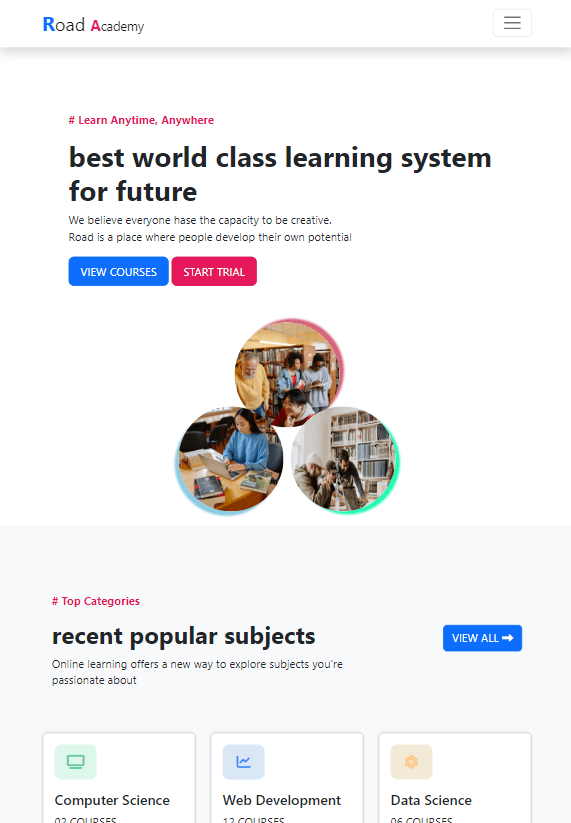 Road Academy
# Learn Anytime, Anywhere
best world class learning system
for future
We believe everyone hase the capacity to be creative.
Road is a place where people develop their own potential
VIEW COURSES START TRIAL
# Top Categories
recent popular subjects
VIEW ALL
Online learning offers a new way to explore subjects you're
passionate about
Computer Science Web Development Data Science
02 COURSES 12 COURSES 06 COURSES